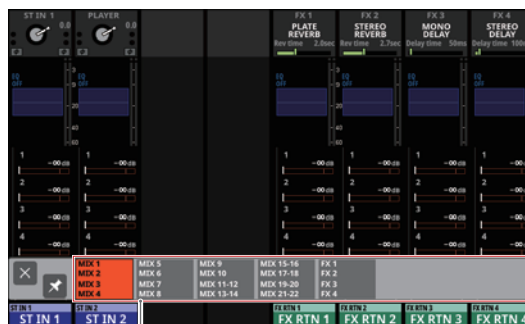 ST IN 1 PLAYER FX 1 FX 2 FX 3 FX 4
0.0 0.0 PLATE REVERB STEREO REVERB MONO DELAY STEREO DELAY
Rev time 2.0sec Rev time 2.7sec Delay time 50ms Delay time 100
EQ OFF EQ OFF EQ OFF EQ OFF EQ OFF EQ OFF
1 -∞ dB 1 -∞ dB 1 -∞ dB 1 -∞ dB 1 -∞ dB 1 -∞ dB
2 -∞ dB 2 -∞ dB 2 -∞ dB 2 -∞ dB 2 -∞ dB 2 -∞ dB
3 -∞ dB 3 -∞ dB 3 -∞ dB 3 -∞ dB 3 -∞ dB 3 -∞ dB
4 -∞ dB 4 -∞ dB 4 -∞ dB 4 -∞ dB 4 -∞ dB 4 -∞ dB
MIX 1 MIX 5 MIX 9 MIX 15-16 FX 1
MIX 2 MIX 6 MIX 10 MIX 17-18 FX 2
MIX 3 MIX 7 MIX 11-12 MIX 19-20 FX 3
MIX 4 MIX 8 MIX 13-14 MIX 21-22 FX 4
ST IN 1 ST IN 2 FX RTN 1 FX RTN 2 FX RTN 3 FX RTN 4
ST IN 1 ST IN 2 FX RTN 1 FX RTN 2 FX RTN 3 FX RTN 4